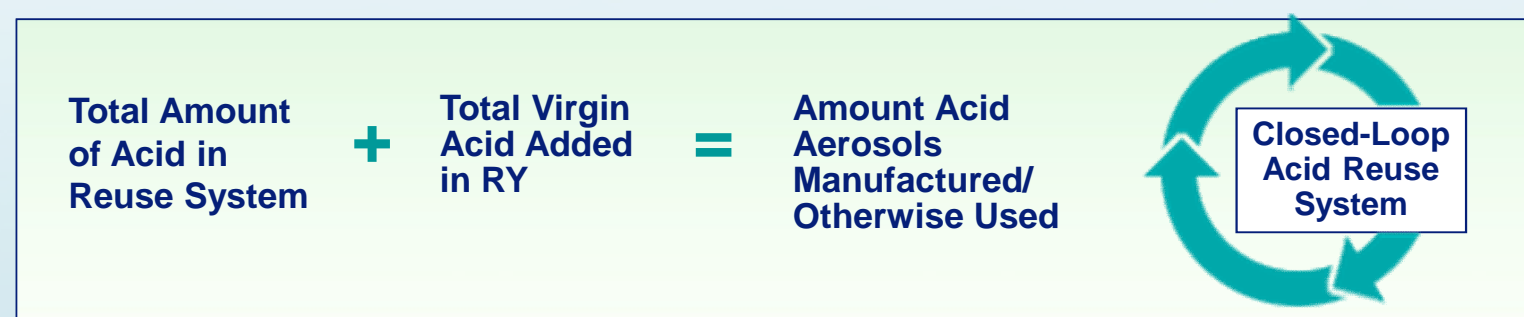 Total Amount
of Acid in
Reuse System
+
Total Virgin
Acid Added
in RY
=
Amount Acid
Aerosols
Manufactured/
Otherwise Used
Closed-Loop
Acid Reuse
System